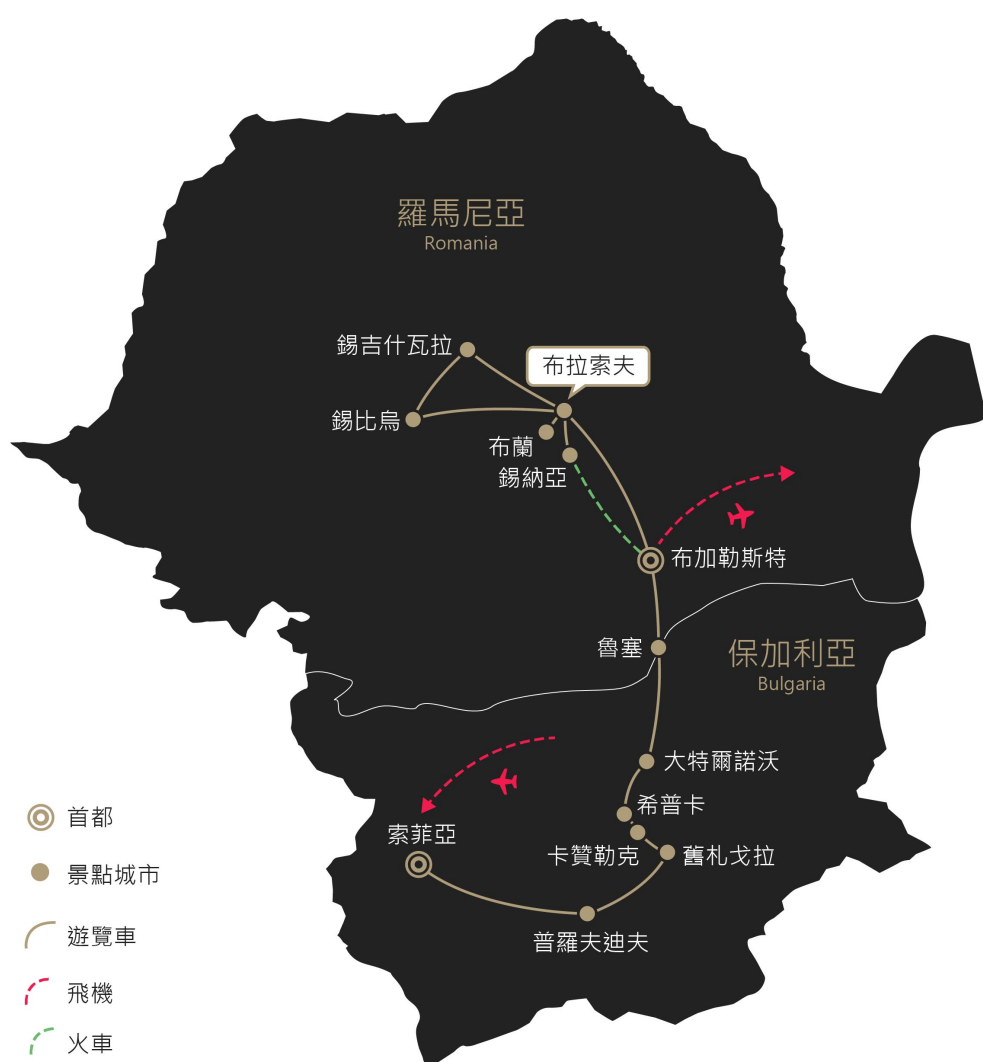 羅馬尼亞
Romania
錫吉什瓦拉
布拉索夫
錫比烏
布蘭
錫納亞
布加勒斯特
魯塞
保加利亞
Bulgaria
大特爾諾沃
希普卡
索菲亞
卡贊勒克
舊札戈拉
普羅夫迪夫
首都
景點城市
遊覽車
飛機
火車